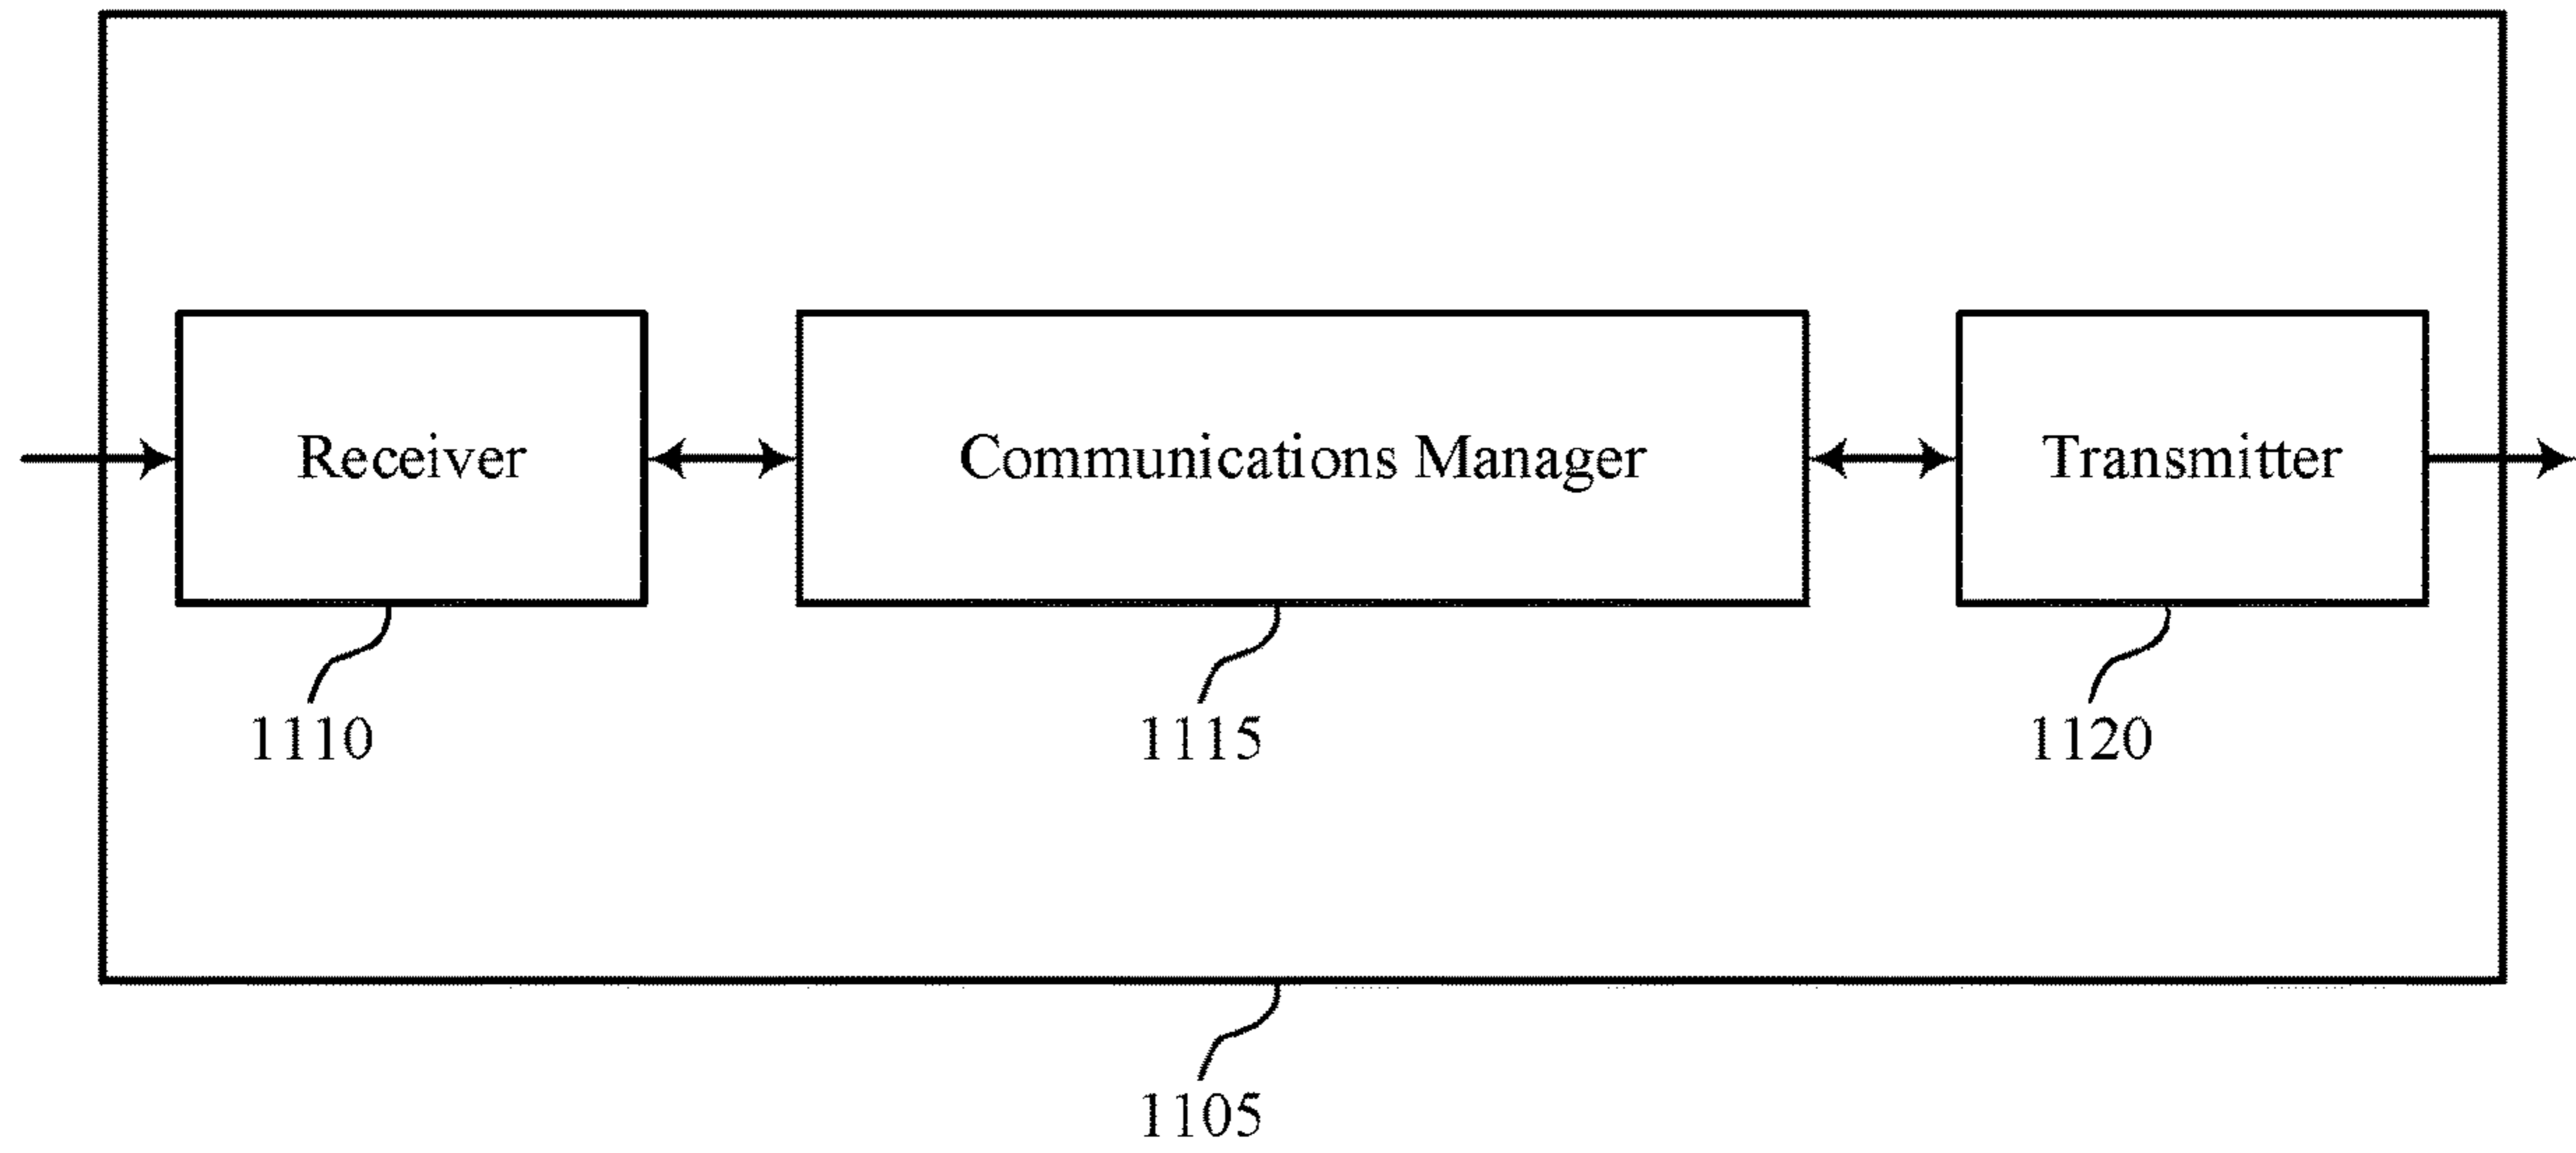 Receiver
Communications Manager
Transmitter
1110
1115
1120
1105